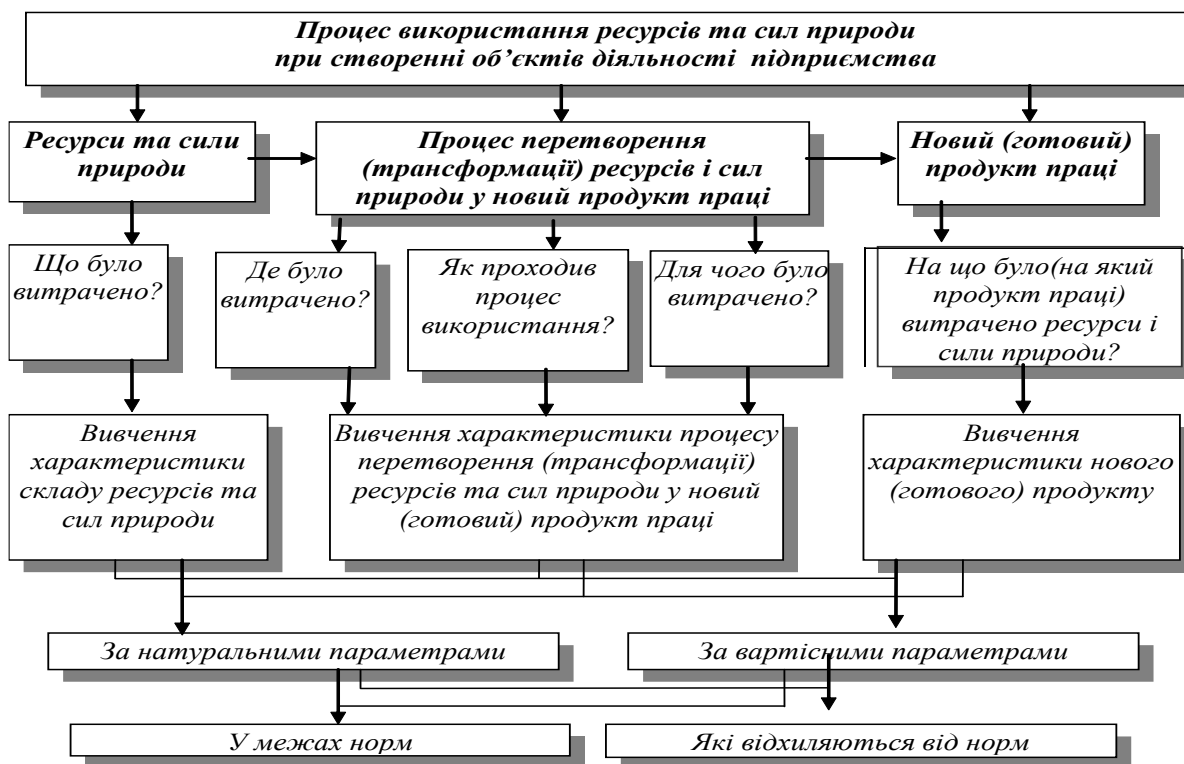 Процес використання ресурсів та сил природи
при створенні об’єктів діяльності підприємства
Ресурси та сили
природи
Процес перетворення
(трансформації) ресурсів і сил
природи у новий продукт праці
Новий (готовий)
продукт праці
Що було
витрачено?
Де було
витрачено?
Як проходив
процес
використання?
Для чого було
витрачено?
На що було(на який
продукт праці)
витрачено ресурси і
сили природи?
Вивчення
характеристики
складу ресурсів та
сил природи
Вивчення характеристики процесу
перетворення (трансформації)
ресурсів та сил природи у новий
(готовий) продукт праці
Вивчення
характеристики нового
(готового) продукту
За натуральними параметрами
За вартісними параметрами
У межах норм
Які відхиляються від норм